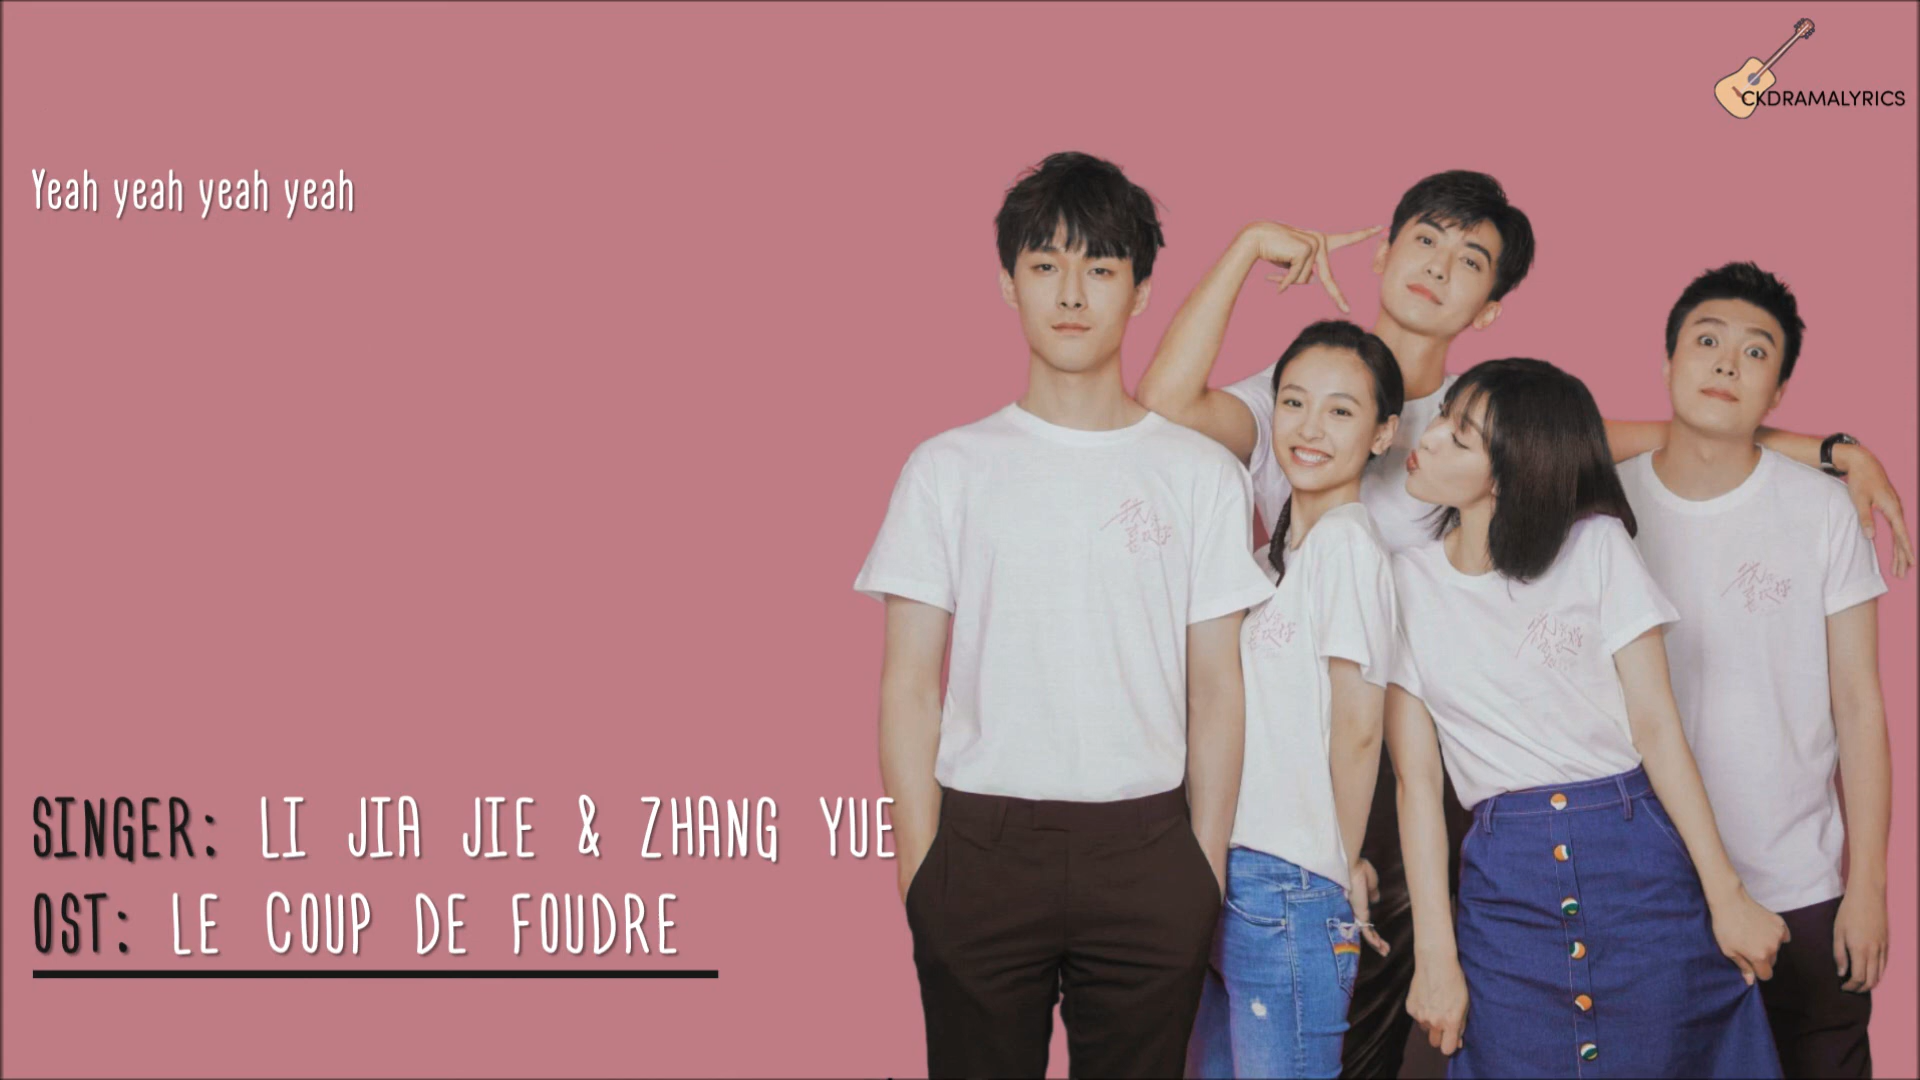 CKDRAMALYRICS
Yeah yeah yeah yeah
SINGER: LI JIA JIE & ZHANG YUE
OST: LE COUP DE FOUDRE